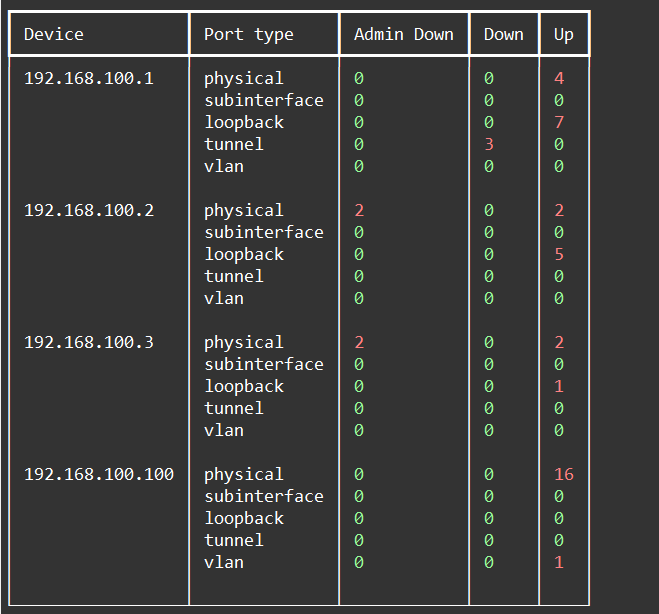 Device Port type Admin Down Down Up
192.168.100.1 physical 0 0 4
subinterface 0 0 0
loopback 0 0 7
tunnel 0 3 0
vlan 0 0 0
192.168.100.2 physical 2 0 2
subinterface 0 0 0
loopback 0 0 5
tunnel 0 0 0
vlan 0 0 0
192.168.100.3 physical 2 0 2
subinterface 0 0 0
loopback 0 0 1
tunnel 0 0 0
vlan 0 0 0
192.168.100.100 physical 0 0 16
subinterface 0 0 0
loopback 0 0 0
tunnel 0 0 0
vlan 0 0 1